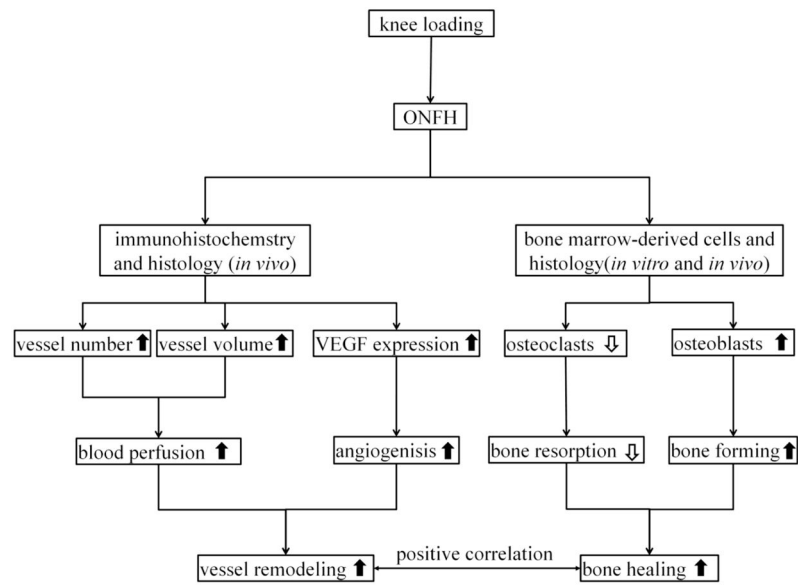 knee loading
ONFH
immunohistochemstry
and histology (in vivo)
bone marrow-derived cells and
histology(in vitro and in vivo)
vessel number⬆
vessel volume⬆
VEGF expression⬆
osteoclasts⇩
osteoblasts⬆
blood perfusion⬆
angiogenisis⬆
bone resorption⇩
bone forming⬆
vessel remodeling⬆
positive correlation
bone healing⬆